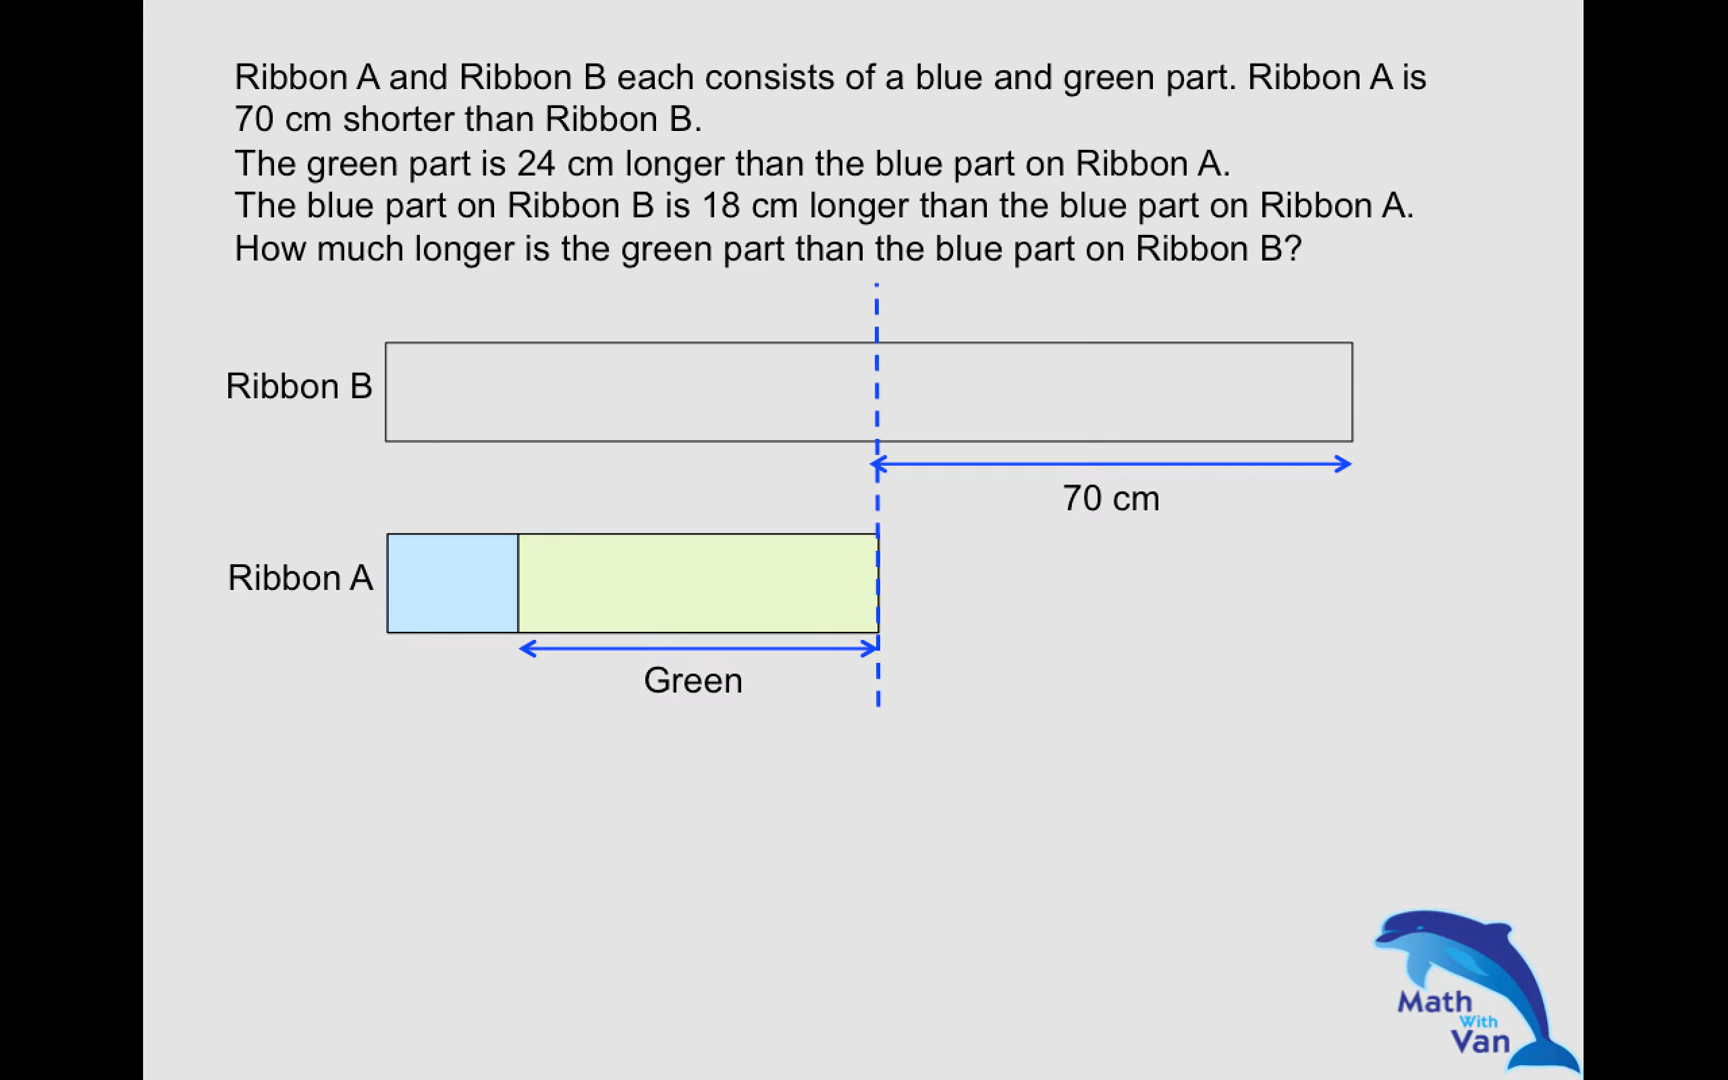 Ribbon A and Ribbon B each consists of a blue and green part. Ribbon A is
70 cm shorter than Ribbon B.
The green part is 24 cm longer than the blue part on Ribbon A.
The blue part on Ribbon B is 18 cm longer than the blue part on Ribbon A.
How much longer is the green part than the blue part on Ribbon B?
Ribbon B
70 cm
Ribbon A
Green
Math
With
Van